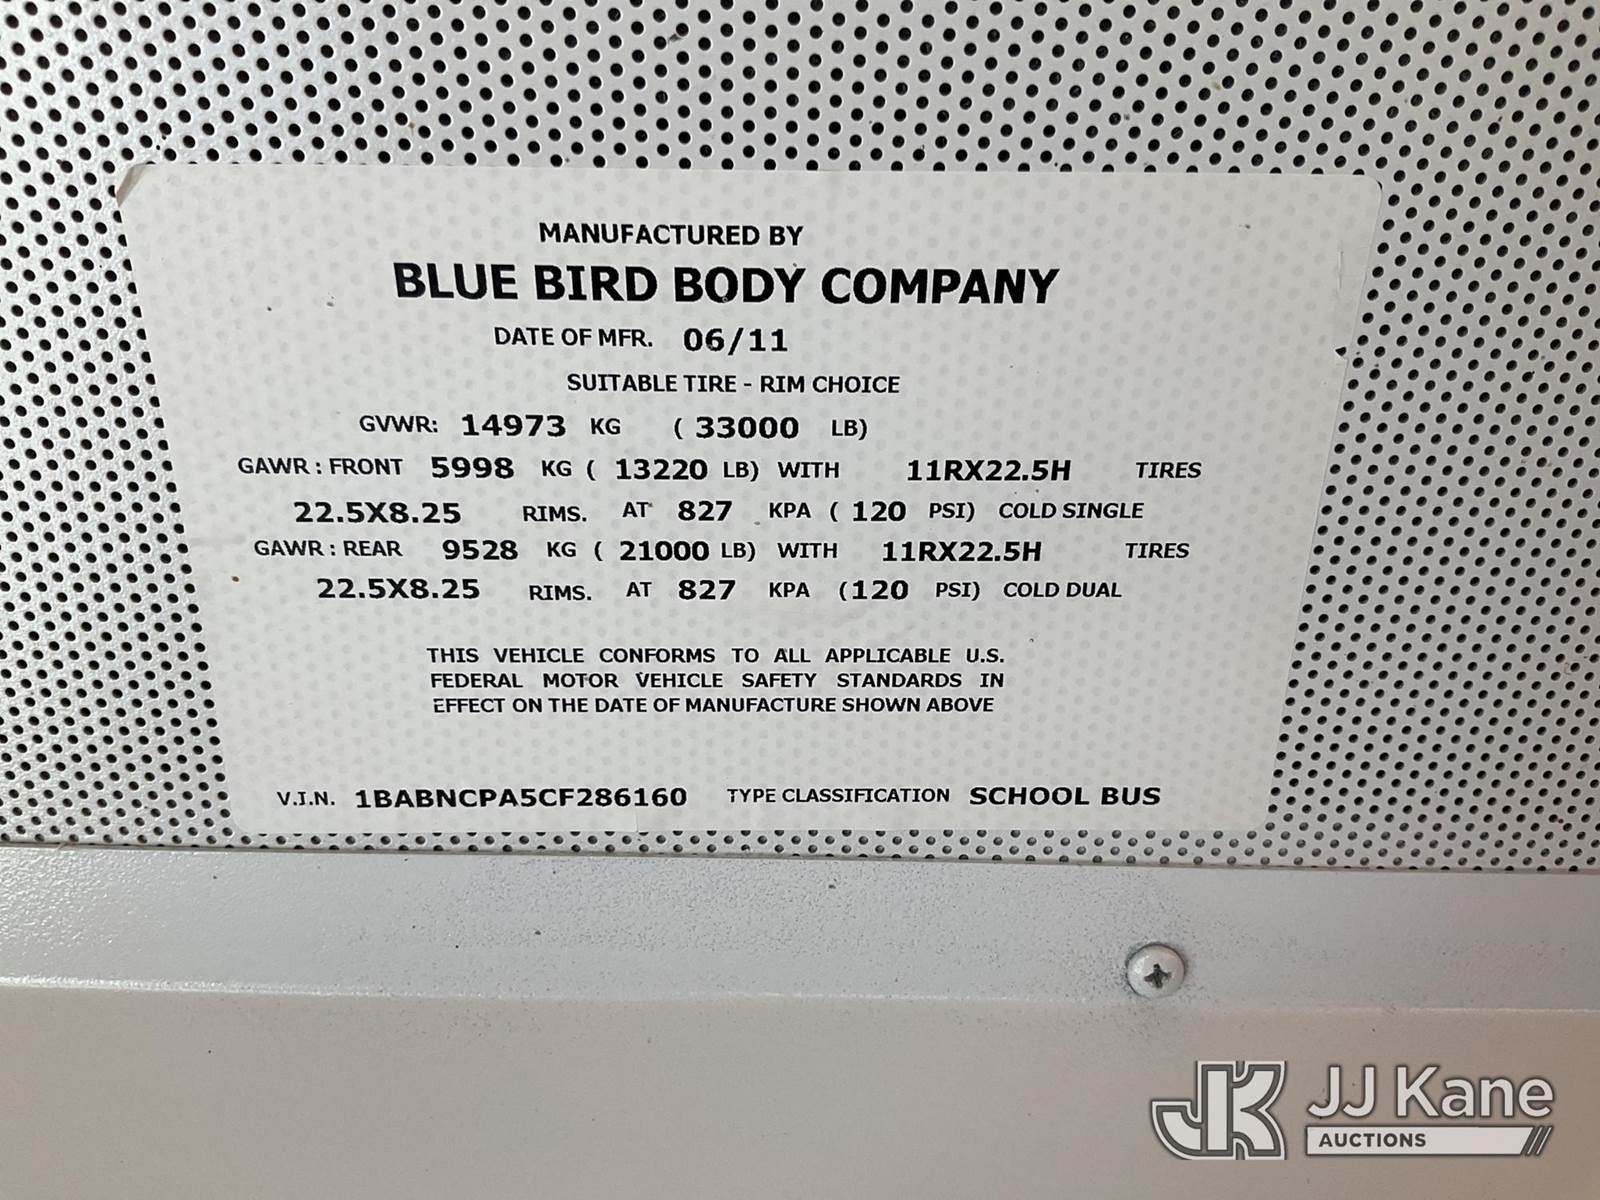 MANUFACTURED BY
BLUE BIRD BODY COMPANY
DATE OF MFR. 06/11
SUITABLE TIRE - RIM CHOICE
GVWR: 14973 KG ( 33000 LB)
GAWR : FRONT 5998 KG ( 13220 LB) WITH 11RX22.5H TIRES
22.5X8.25 RIMS. AT 827 KPA ( 120 PSI) COLD SINGLE
GAWR : REAR 9528 KG ( 21000 LB) WITH 11RX22.5H TIRES
22.5X8.25 RIMS. AT 827 KPA (120 PSI) COLD DUAL
THIS VEHICLE CONFORMS TO ALL APPLICABLE U.S.
FEDERAL MOTOR VEHICLE SAFETY STANDARDS IN
EFFECT ON THE DATE OF MANUFACTURE SHOWN ABOVE
V.I.N. 1BABNCPA5CF286160 TYPE CLASSIFICATION SCHOOL BUS
JK JJ Kane
AUCTIONS